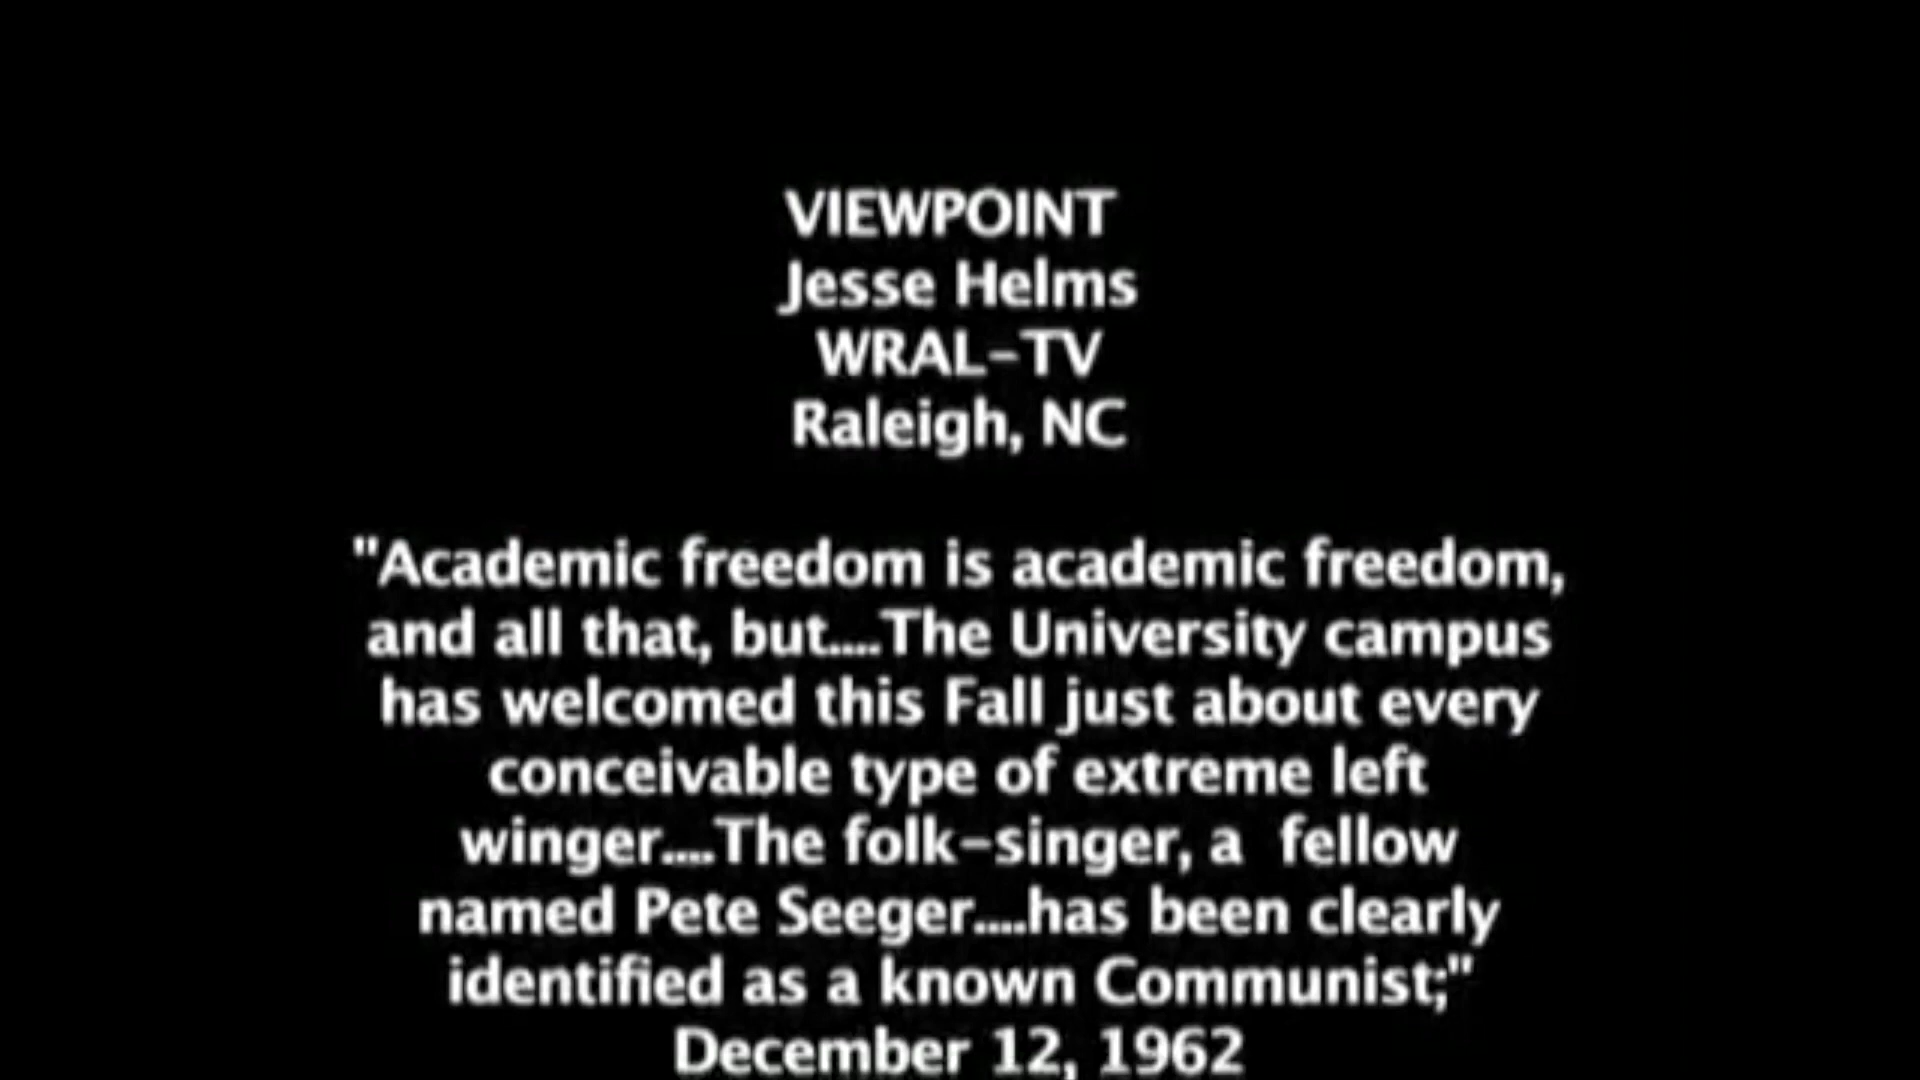 VIEWPOINT
Jesse Helms
WRAL-TV
Raleigh, NC
"Academic freedom is academic freedom,
and all that, but....The University campus
has welcomed this Fall just about every
conceivable type of extreme left
winger....The folk-singer, a  fellow
named Pete Seeger....has been clearly
identified as a known Communist;"
December 12, 1962